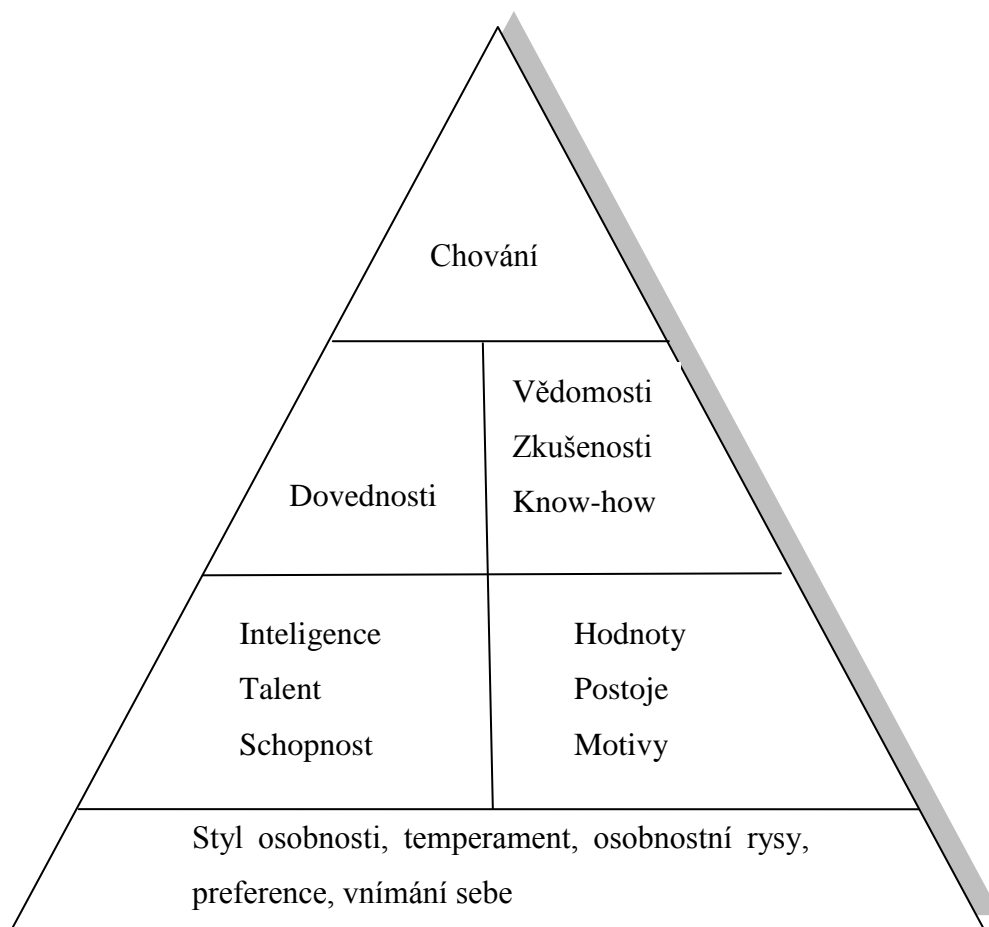 Chování
Dovednosti
Vědomosti
Zkušenosti
Know-how
Inteligence
Talent
Schopnost
Hodnoty
Postoje
Motivy
Styl osobnosti, temperament, osobnostní rysy,
preference, vnímání sebe